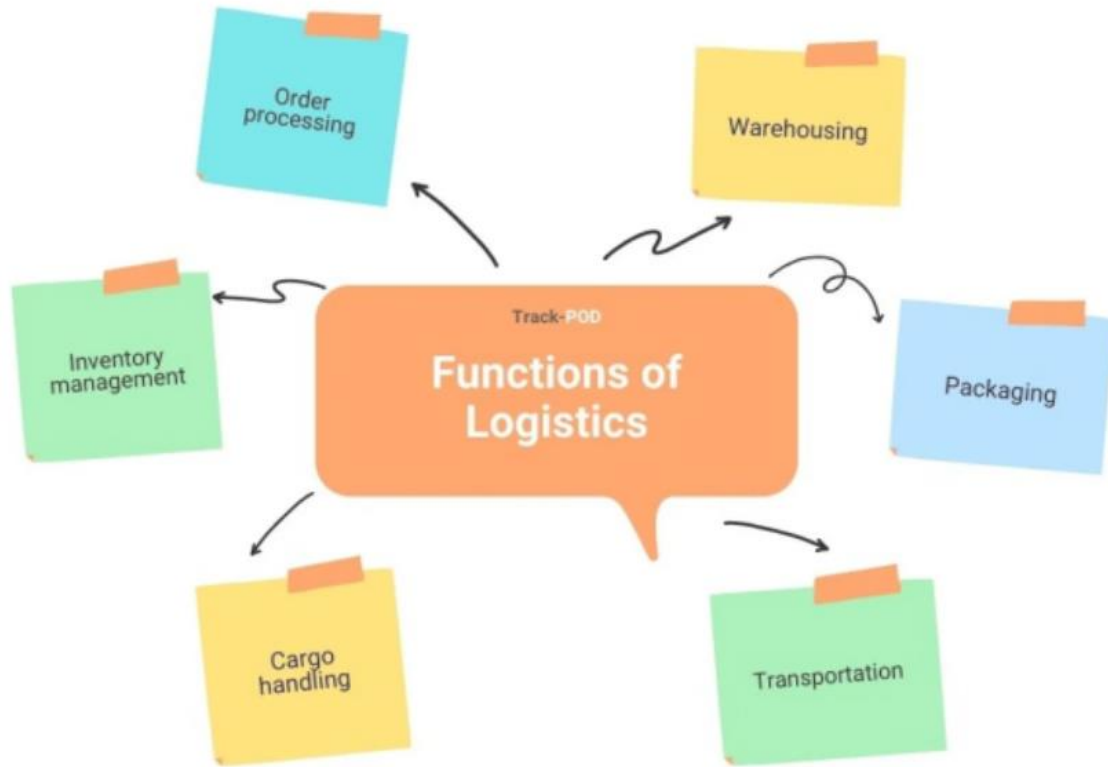 Order
processing
Warehousing
Track-POD
Functions of
Logistics
Inventory
management
Packaging
Cargo
handling
Transportation